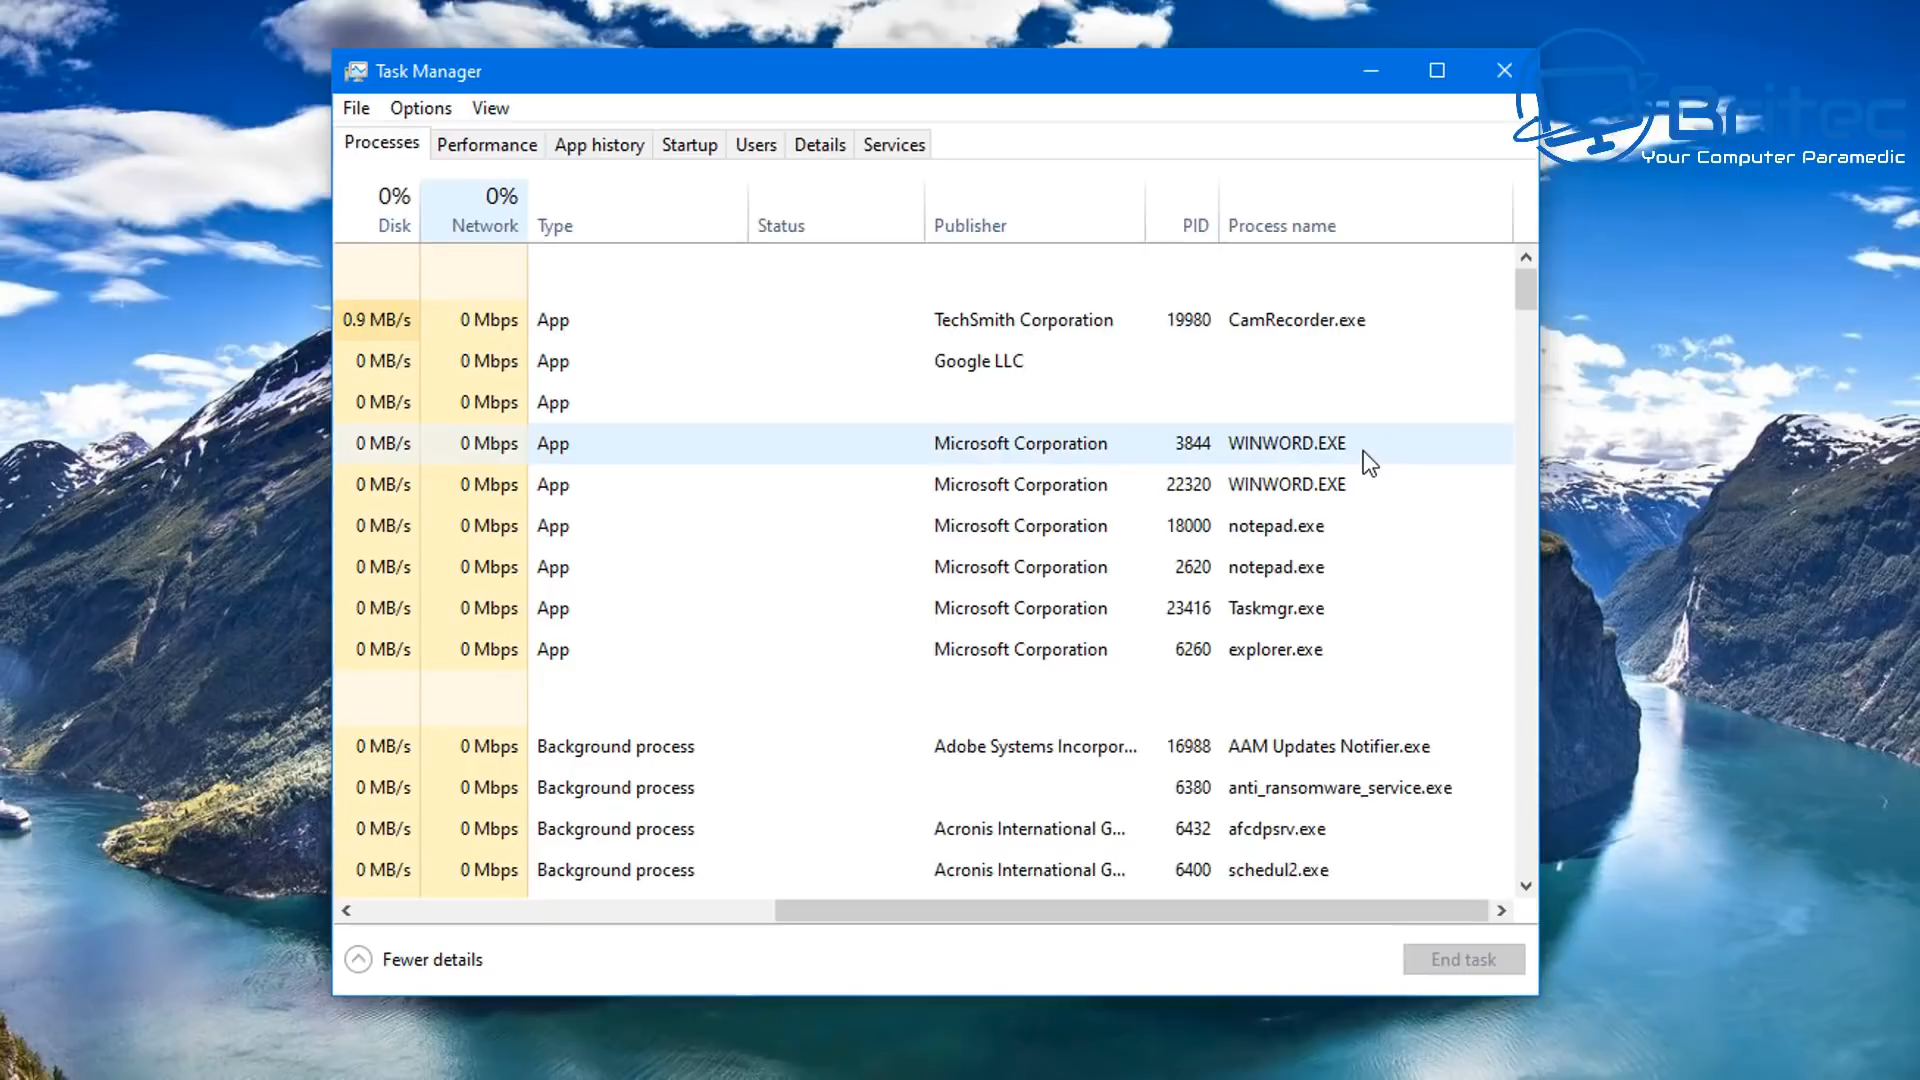 Task Manager
File Options View
Processes Performance App history Startup Users Details Services
0% 0%
Disk Network Type Status Publisher PID Process name
0.9 MB/s 0 Mbps App TechSmith Corporation 19980 CamRecorder.exe
0 MB/s 0 Mbps App Google LLC
0 MB/s 0 Mbps App
0 MB/s 0 Mbps App Microsoft Corporation 3844 WINWORD.EXE
0 MB/s 0 Mbps App Microsoft Corporation 22320 WINWORD.EXE
0 MB/s 0 Mbps App Microsoft Corporation 18000 notepad.exe
0 MB/s 0 Mbps App Microsoft Corporation 2620 notepad.exe
0 MB/s 0 Mbps App Microsoft Corporation 23416 Taskmgr.exe
0 MB/s 0 Mbps App Microsoft Corporation 6260 explorer.exe
0 MB/s 0 Mbps Background process Adobe Systems Incorpor... 16988 AAM Updates Notifier.exe
0 MB/s 0 Mbps Background process 6380 anti_ransomware_service.exe
0 MB/s 0 Mbps Background process Acronis International G... 6432 afcdpsrv.exe
0 MB/s 0 Mbps Background process Acronis International G... 6400 schedul2.exe
Fewer details End task
Britec
Your Computer Paramedic